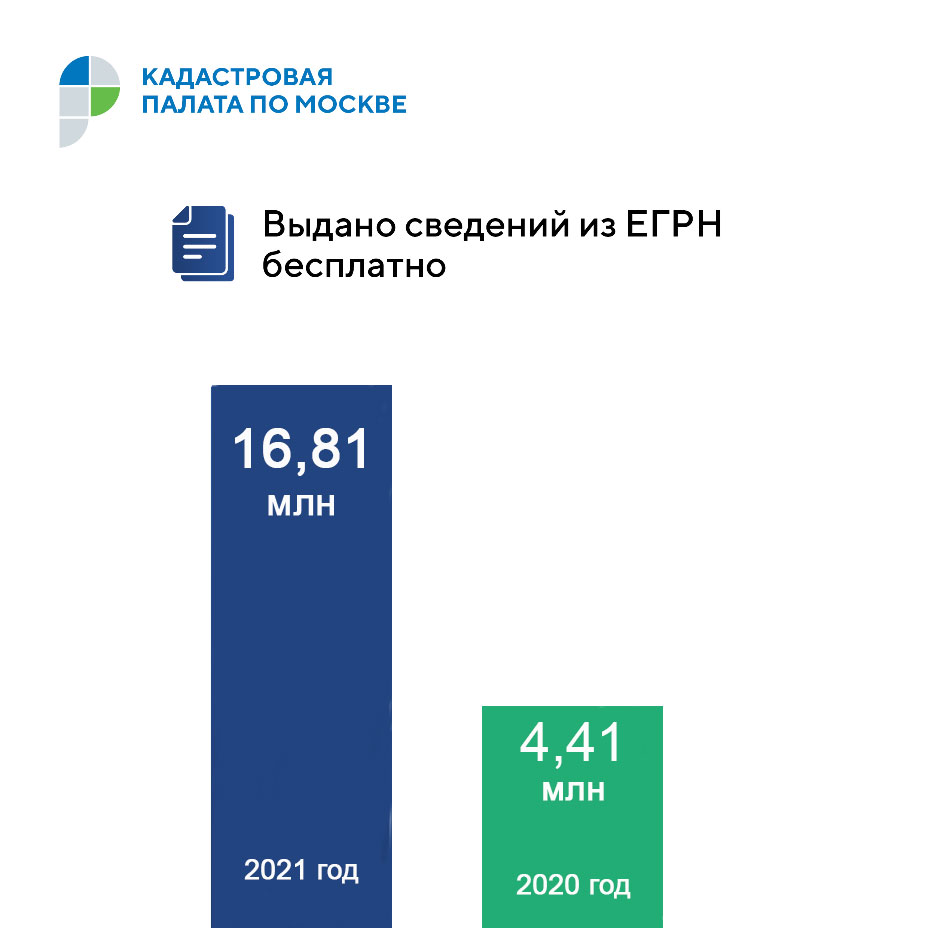 КАДАСТРОВАЯ
ПАЛАТА ПО МОСКВЕ
Выдано сведений из ЕГРН
бесплатно
16,81
млн
2021 год
4,41
млн
2020 год